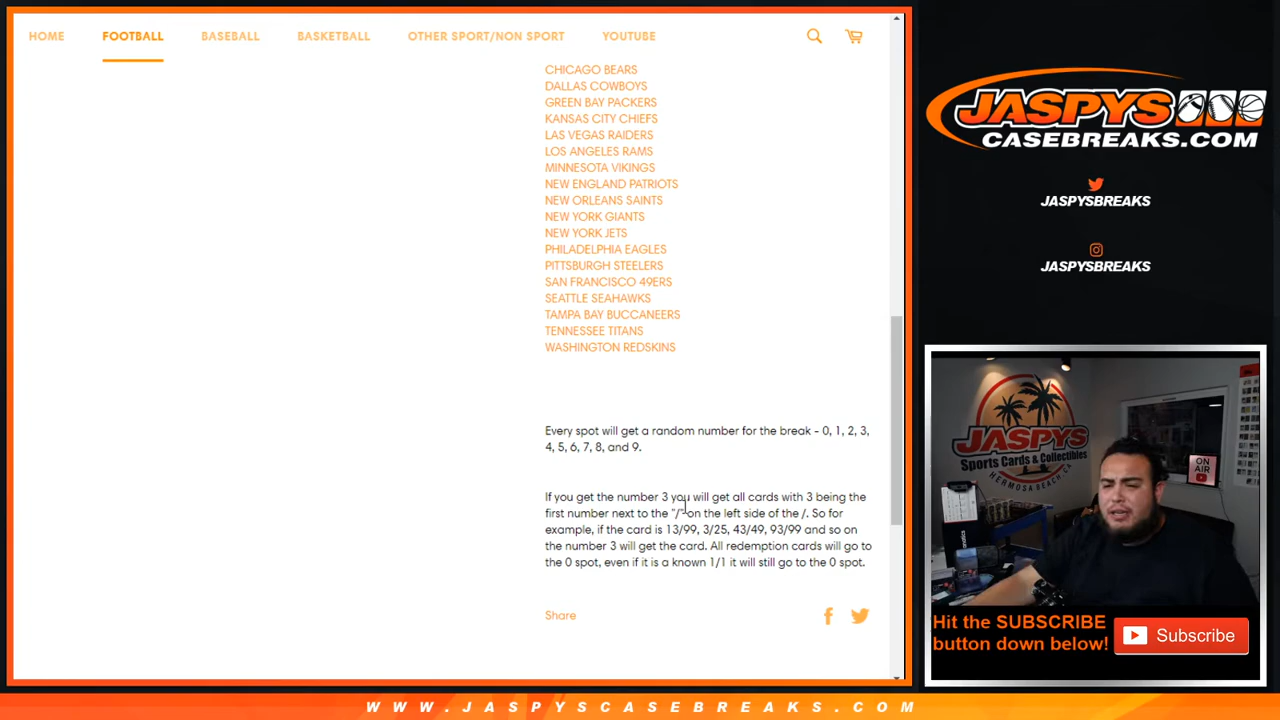 HOME FOOTBALL BASEBALL BASKETBALL OTHER SPORT/NON SPORT YOUTUBE
CHICAGO BEARS
DALLAS COWBOYS
GREEN BAY PACKERS
KANSAS CITY CHIEFS
LAS VEGAS RAIDERS
LOS ANGELES RAMS
MINNESOTA VIKINGS
NEW ENGLAND PATRIOTS
NEW ORLEANS SAINTS
NEW YORK GIANTS
NEW YORK JETS
PHILADELPHIA EAGLES
PITTSBURGH STEELERS
SAN FRANCISCO 49ERS
SEATTLE SEAHAWKS
TAMPA BAY BUCCANEERS
TENNESSEE TITANS
WASHINGTON REDSKINS
Every spot will get a random number for the break - 0, 1, 2, 3,
4, 5, 6, 7, 8, and 9.
If you get the number 3 you will get all cards with 3 being the
first number next to the "/" on the left side of the /. So for
example, if the card is 13/99, 3/25, 43/49, 93/99 and so on
the number 3 will get the card. All redemption cards will go to
the 0 spot, even if it is a known 1/1 it will still go to the 0 spot.
Share
JASPYS
CASEBREAKS.COM
JASPYSBREAKS
JASPYSBREAKS
JASPYS
Sports Cards & Collectibles
HERMOSA BEACH, CA
ON
AIR
Hit the SUBSCRIBE
button down below!
Subscribe
WWW.JASPYSCASEBREAKS.COM